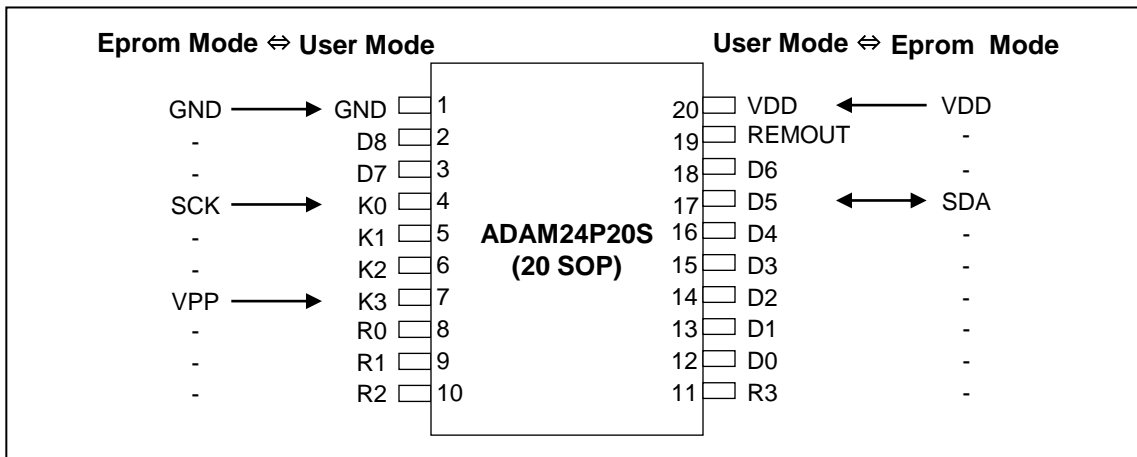 Eprom Mode ⇔ User Mode User Mode ⇔ Eprom Mode
GND GND 1 20 VDD VDD
- D8 2 19 REMOUT -
- D7 3 18 D6 -
SCK K0 4 17 D5 SDA
- K1 5 16 D4 -
ADAM24P20S
- K2 6 15 D3 -
(20 SOP)
VPP K3 7 14 D2 -
- R0 8 13 D1 -
- R1 9 12 D0 -
- R2 10 11 R3 -